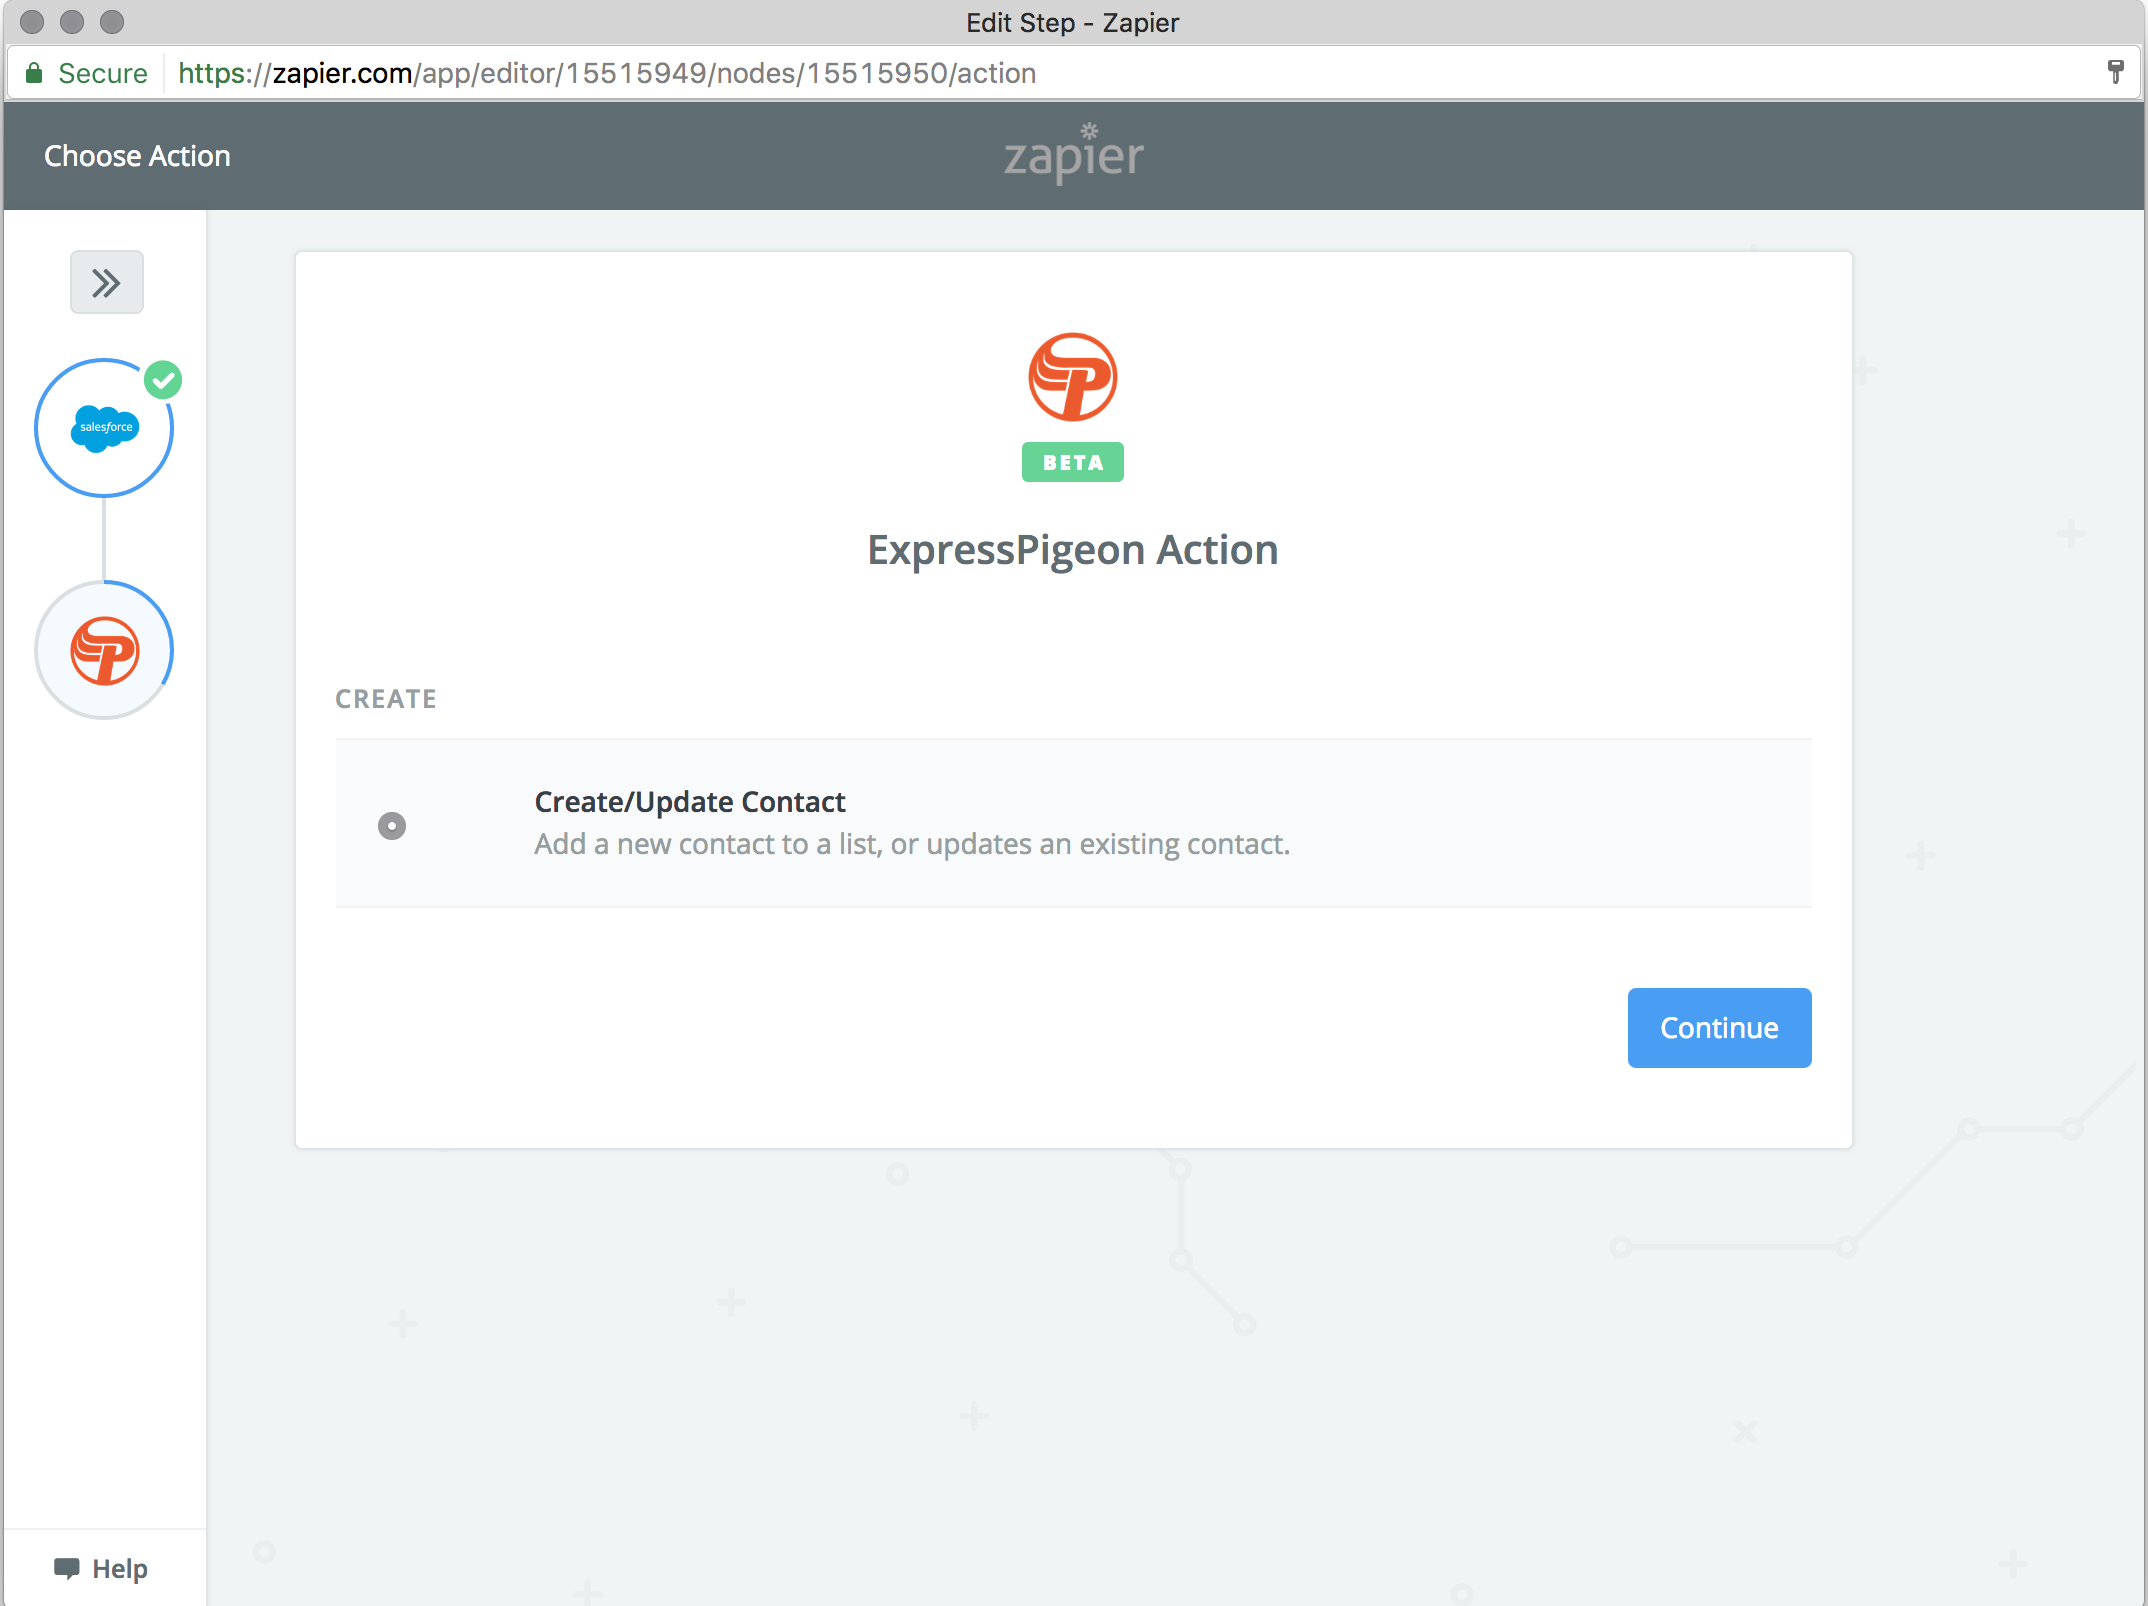 Edit Step - Zapier
Secure https://zapier.com/app/editor/15515949/nodes/15515950/action
Choose Action
zapier
salesforce
BETA
ExpressPigeon Action
CREATE
Create/Update Contact
Add a new contact to a list, or updates an existing contact.
Continue
Help